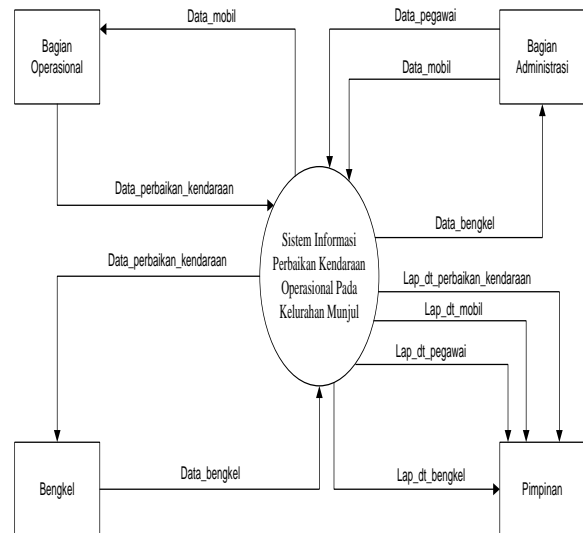 Data_mobil
Data_pegawai
Bagian
Operasional
Bagian
Administrasi
Data_mobil
Data_perbaikan_kendaraan
Data_bengkel
Sistem Informasi
Perbaikan Kendaraan
Operasional Pada
Kelurahan Munjul
Data_perbaikan_kendaraan
Lap_dt_perbaikan_kendaraan
Lap_dt_mobil
Lap_dt_pegawai
Bengkel
Data_bengkel
Lap_dt_bengkel
Pimpinan